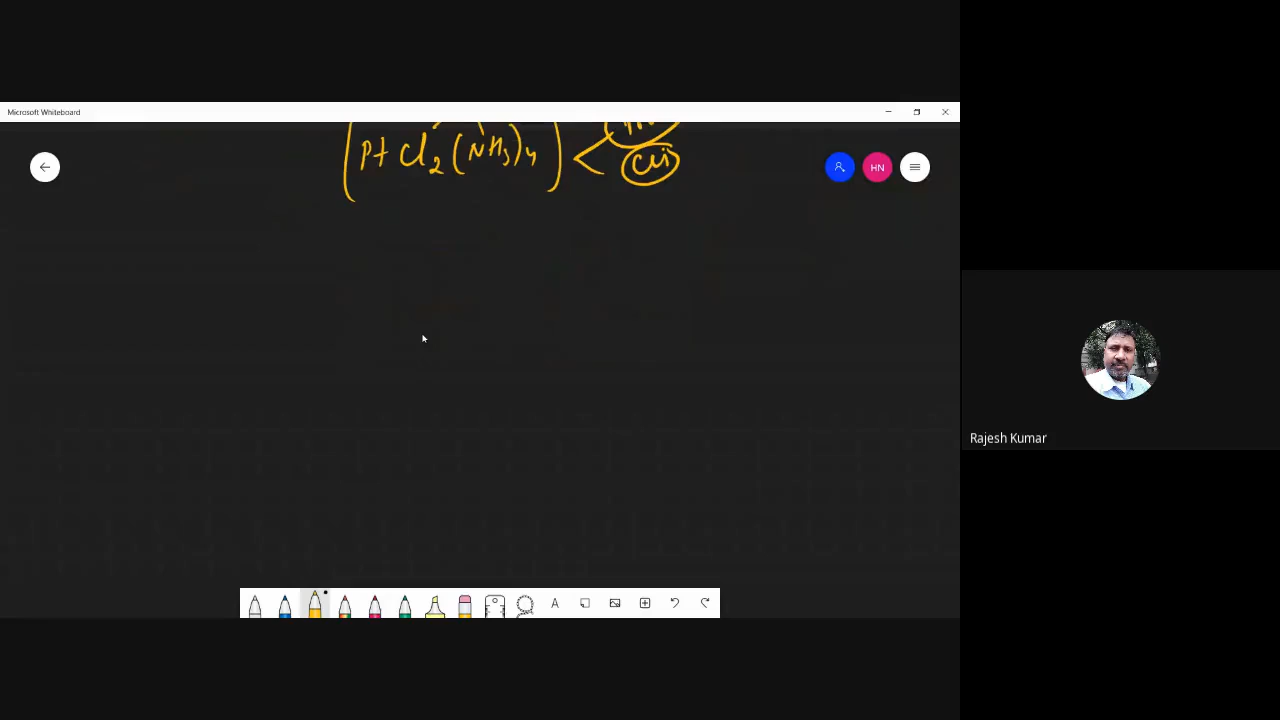 Microsoft Whiteboard
[Pt Cl2 (NH3)4] < cis
HN
A
Rajesh Kumar